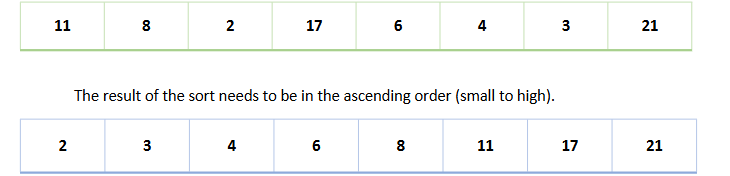 11 8 2 17 6 4 3 21
The result of the sort needs to be in the ascending order (small to high).
2 3 4 6 8 11 17 21